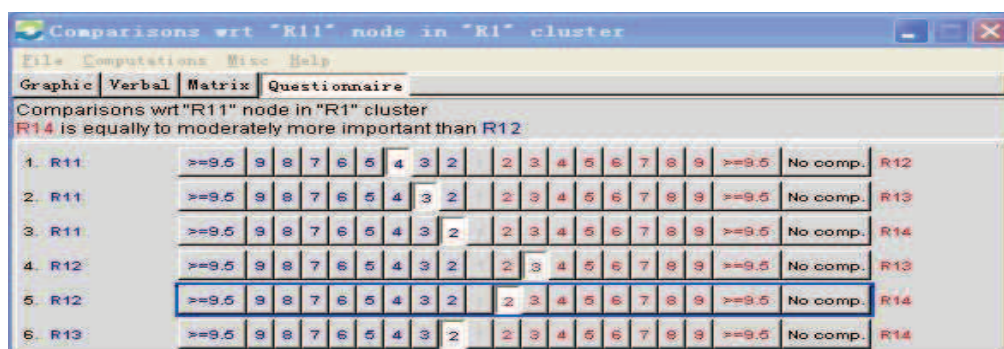 Comparisons wrt "R11" node in "R1" cluster
File Computations Misc Help
Graphic Verbal Matrix Questionnaire
Comparisons wrt "R11" node in "R1" cluster
R14 is equally to moderately more important than R12
1. R11 >=9.5 9 8 7 6 5 4 3 2 2 3 4 5 6 7 8 9 >=9.5 No comp. R12
2. R11 >=9.5 9 8 7 6 5 4 3 2 2 3 4 5 6 7 8 9 >=9.5 No comp. R13
3. R11 >=9.5 9 8 7 6 5 4 3 2 2 3 4 5 6 7 8 9 >=9.5 No comp. R14
4. R12 >=9.5 9 8 7 6 5 4 3 2 2 3 4 5 6 7 8 9 >=9.5 No comp. R13
5. R12 >=9.5 9 8 7 6 5 4 3 2 2 3 4 5 6 7 8 9 >=9.5 No comp. R14
6. R13 >=9.5 9 8 7 6 5 4 3 2 2 3 4 5 6 7 8 9 >=9.5 No comp. R14